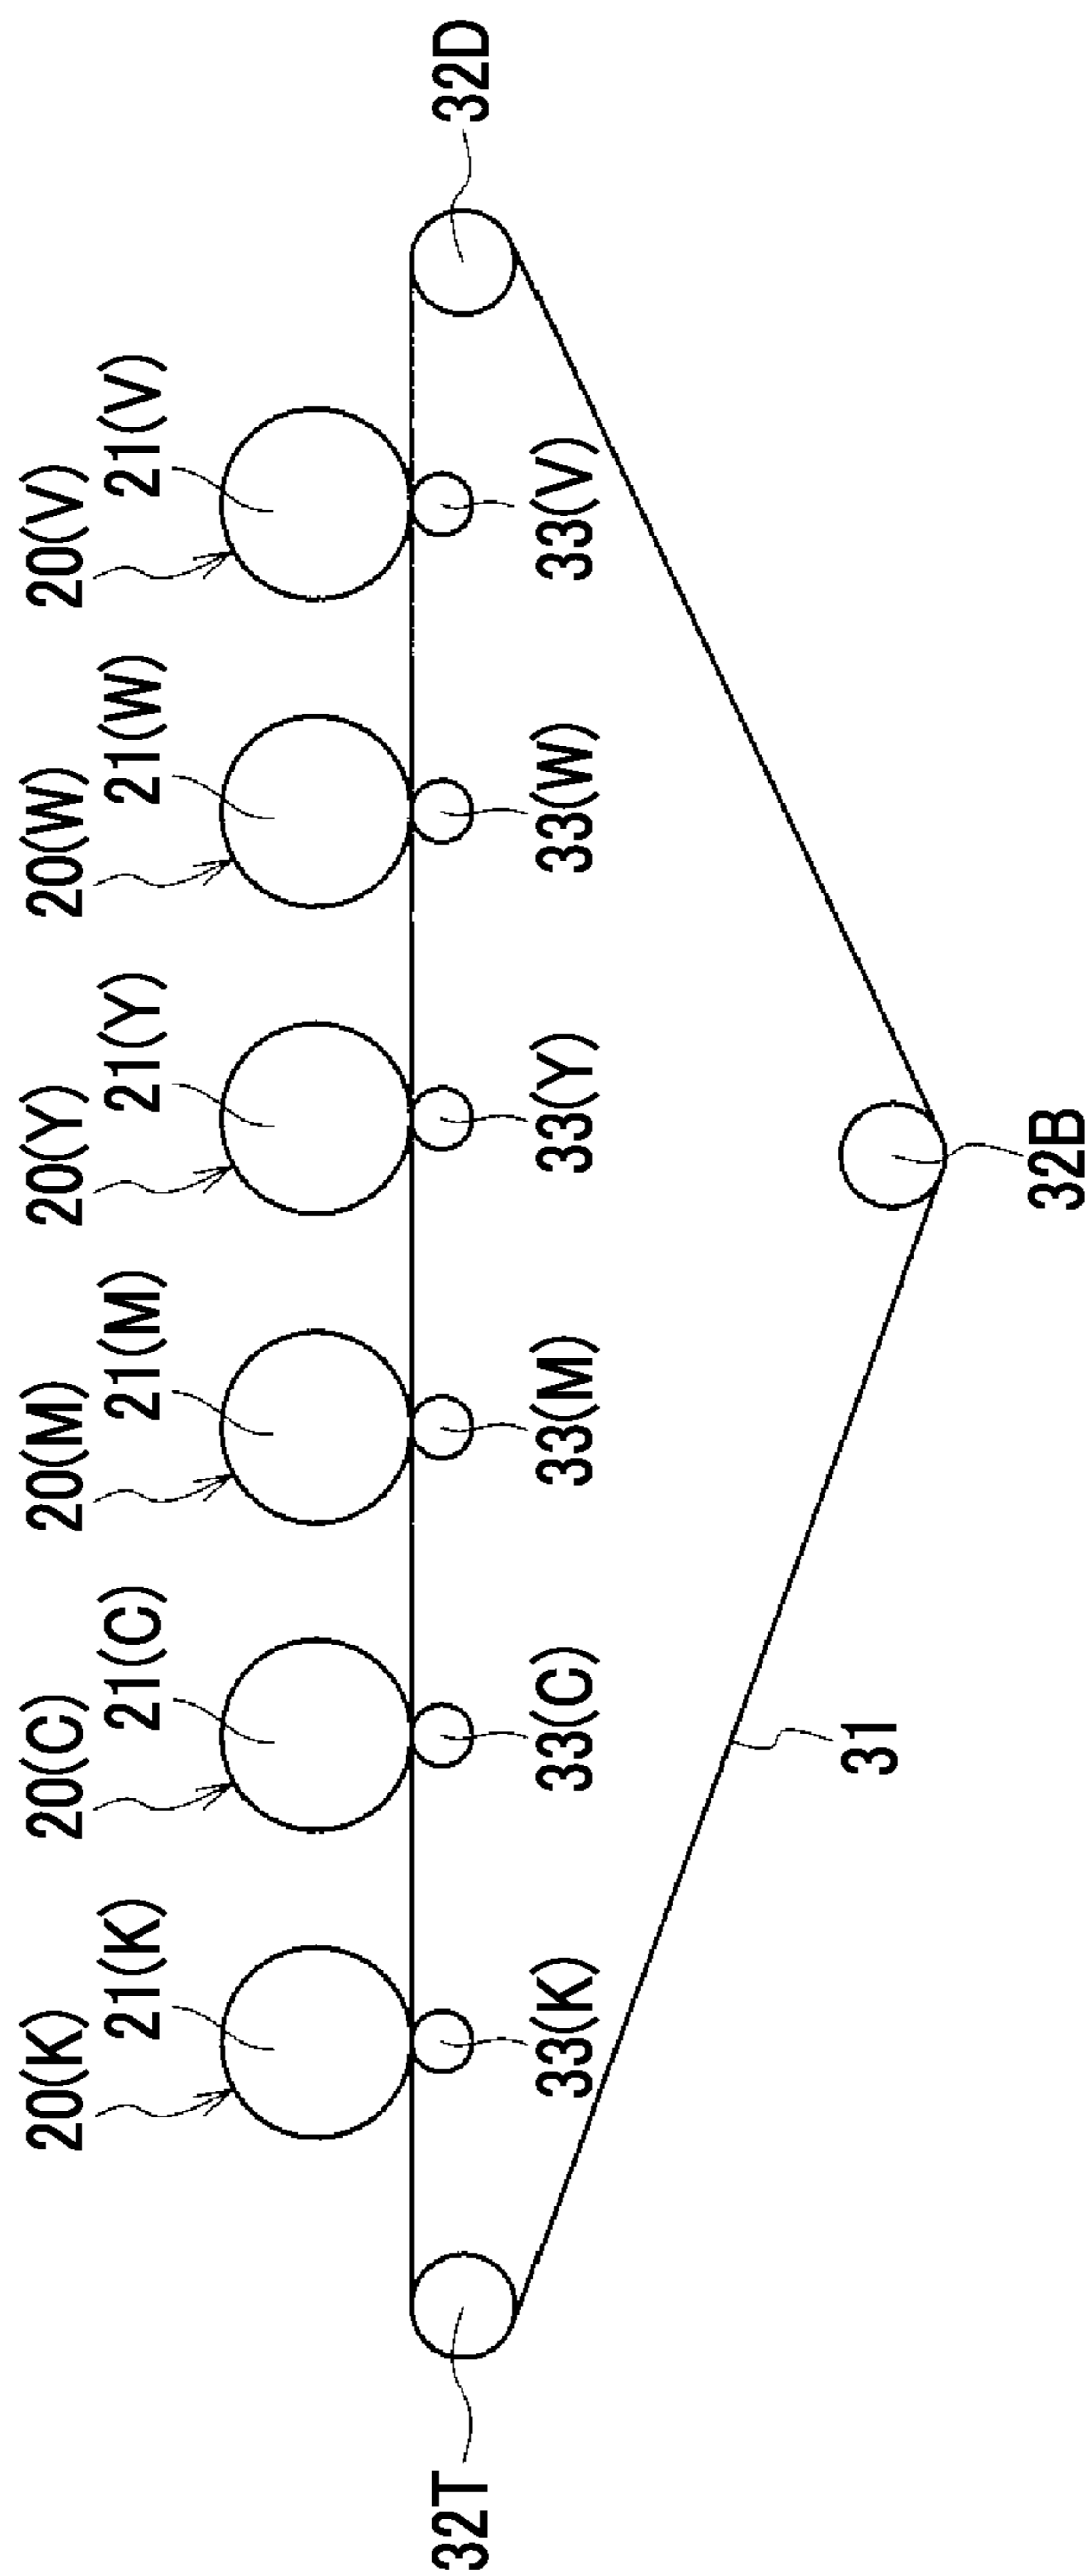 20(K)
20(C)
20(M)
20(Y)
20(W)
20(V)
21(K)
21(C)
21(M)
21(Y)
21(W)
21(V)
32T
32D
33(K)
33(C)
33(M)
33(Y)
33(W)
33(V)
31
32B